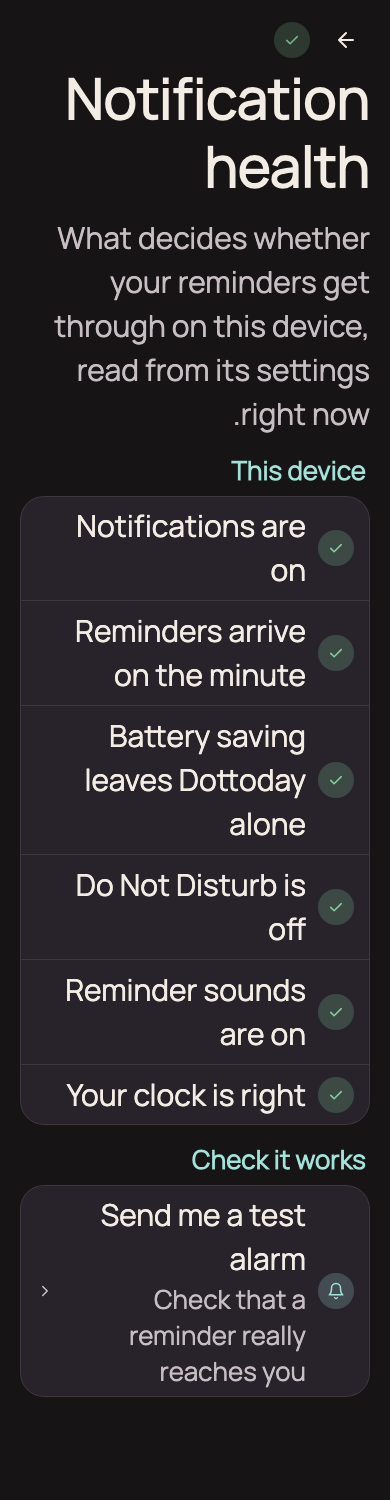 Notification
health
What decides whether
your reminders get
through on this device,
read from its settings
.right now
This device
Notifications are
on
Reminders arrive
on the minute
Battery saving
leaves Dottoday
alone
Do Not Disturb is
off
Reminder sounds
are on
Your clock is right
Check it works
Send me a test
alarm
Check that a
reminder really
reaches you